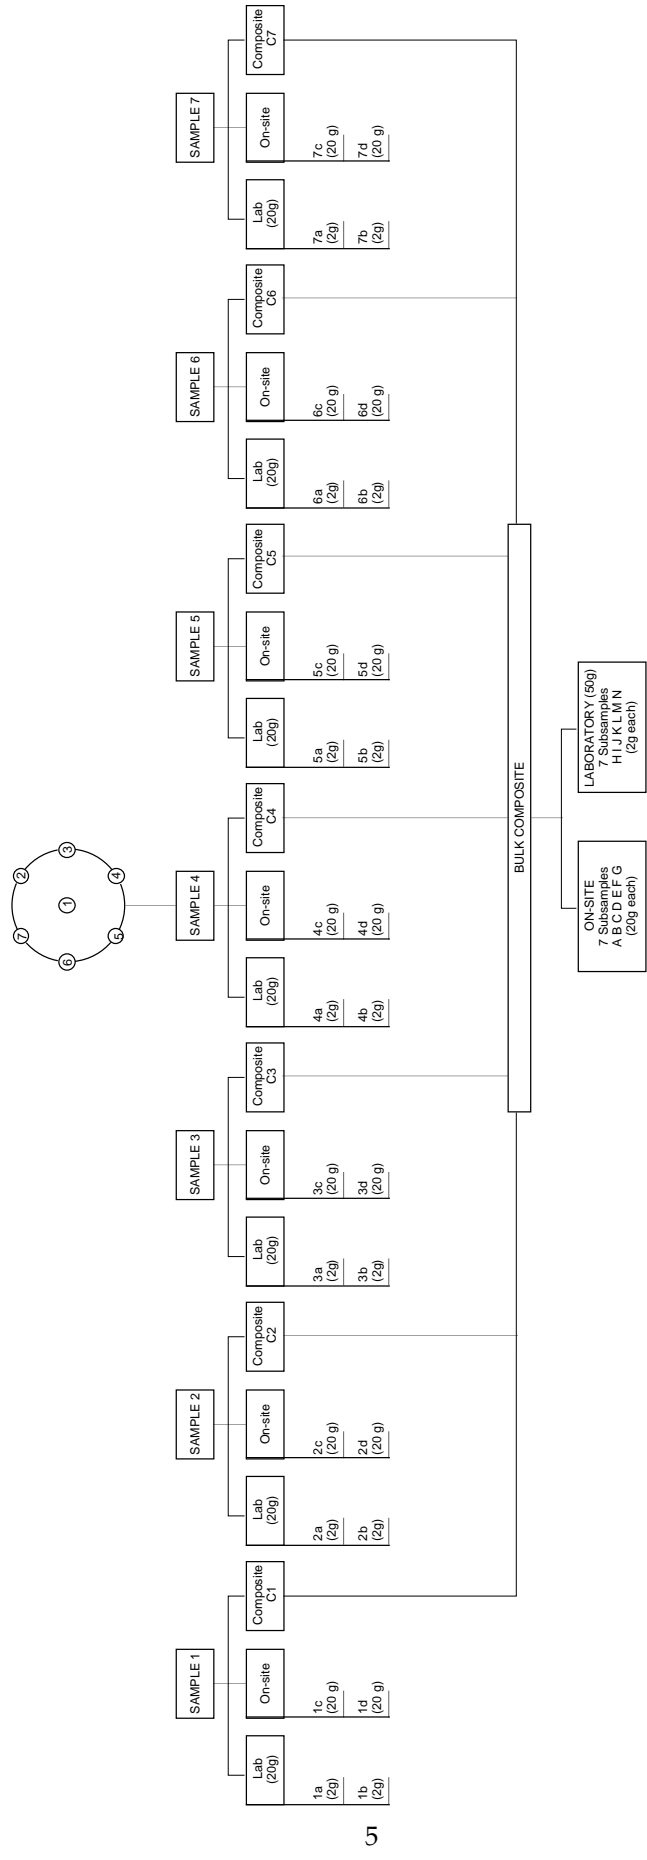 7
2
6
1
3
5
4
SAMPLE 1
SAMPLE 2
SAMPLE 3
SAMPLE 4
SAMPLE 5
SAMPLE 6
SAMPLE 7
Lab
(20g)
On-site
Composite
C1
Lab
(20g)
On-site
Composite
C2
Lab
(20g)
On-site
Composite
C3
Lab
(20g)
On-site
Composite
C4
Lab
(20g)
On-site
Composite
C5
Lab
(20g)
On-site
Composite
C6
Lab
(20g)
On-site
Composite
C7
1a
(2g)
1b
(2g)
1c
(20 g)
1d
(20 g)
2a
(2g)
2b
(2g)
2c
(20 g)
2d
(20 g)
3a
(2g)
3b
(2g)
3c
(20 g)
3d
(20 g)
4a
(2g)
4b
(2g)
4c
(20 g)
4d
(20 g)
5a
(2g)
5b
(2g)
5c
(20 g)
5d
(20 g)
6a
(2g)
6b
(2g)
6c
(20 g)
6d
(20 g)
7a
(2g)
7b
(2g)
7c
(20 g)
7d
(20 g)
BULK COMPOSITE
ON-SITE
7 Subsamples
A B C D E F G
(20g each)
LABORATORY (50g)
7 Subsamples
H I J K L M N
(2g each)
5